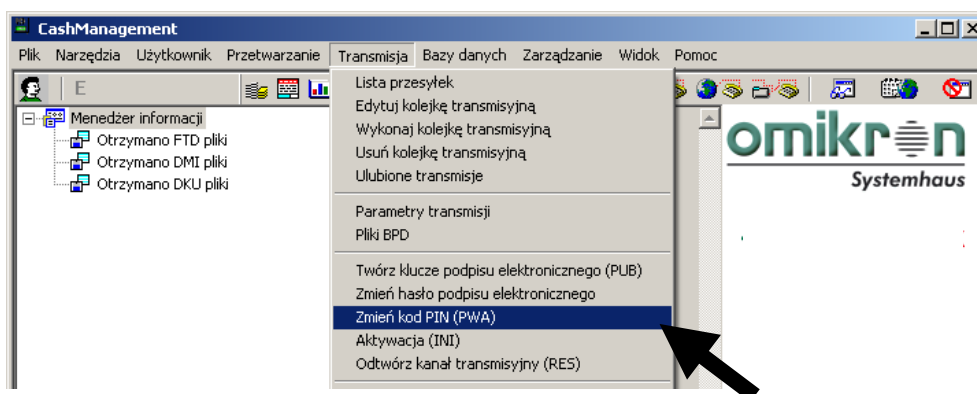 CashManagement
Plik Narzędzia Użytkownik Przetwarzanie Transmisja Bazy danych Zarządzanie Widok Pomoc
E
Menedżer informacji
Otrzymano FTD pliki
Otrzymano DMI pliki
Otrzymano DKU pliki
Lista przesyłek
Edytuj kolejkę transmisyjną
Wykonaj kolejkę transmisyjną
Usuń kolejkę transmisyjną
Ulubione transmisje
Parametry transmisji
Pliki BPD
Twórz klucze podpisu elektronicznego (PUB)
Zmień hasło podpisu elektronicznego
Zmień kod PIN (PWA)
Aktywacja (INI)
Odtwórz kanał transmisyjny (RES)
omikron
Systemhaus